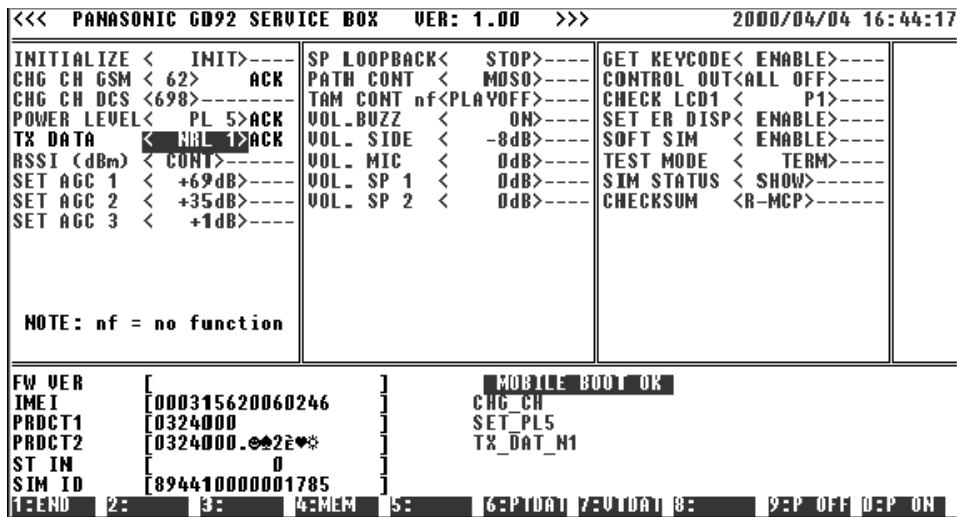 <<< PANASONIC GD92 SERVICE BOX VER: 1.00 >>> 2000/04/04 16:44:17
INITIALIZE < INIT>----
CHG CH GSM < 62> ACK
CHG CH DCS <698>---------
POWER LEVEL< PL 5>ACK
TX DATA < NRL 1>ACK
RSSI (dBm) < CONT>------
SET AGC 1 < +69dB>----
SET AGC 2 < +35dB>----
SET AGC 3 < +1dB>----
NOTE: nf = no function
SP LOOPBACK< STOP>----
PATH CONT < M0S0>----
TAM CONT nf<PLAYOFF>----
VOL.BUZZ < ON>----
VOL. SIDE < -8dB>----
VOL. MIC < 0dB>----
VOL. SP 1 < 0dB>----
VOL. SP 2 < 0dB>----
GET KEYCODE< ENABLE>----
CONTROL OUT<ALL OFF>----
CHECK LCD1 < P1>----
SET ER DISP< ENABLE>----
SOFT SIM < ENABLE>----
TEST MODE < TERM>----
SIM STATUS < SHOW>------
CHECKSUM <R-MCP>------
FW VER [ ]
IMEI [000315620060246 ]
PRDCT1 [0324000 ]
PRDCT2 [0324000.☻♠2è♥☼ ]
ST IN [ 0 ]
SIM ID [894410000001785 ]
MOBILE BOOT OK
CHG_CH
SET_PL5
TX_DAT_N1
1:END 2: 3: 4:MEM 5: 6:PTDAT 7:VTDAT 8: 9:P OFF 0:P ON